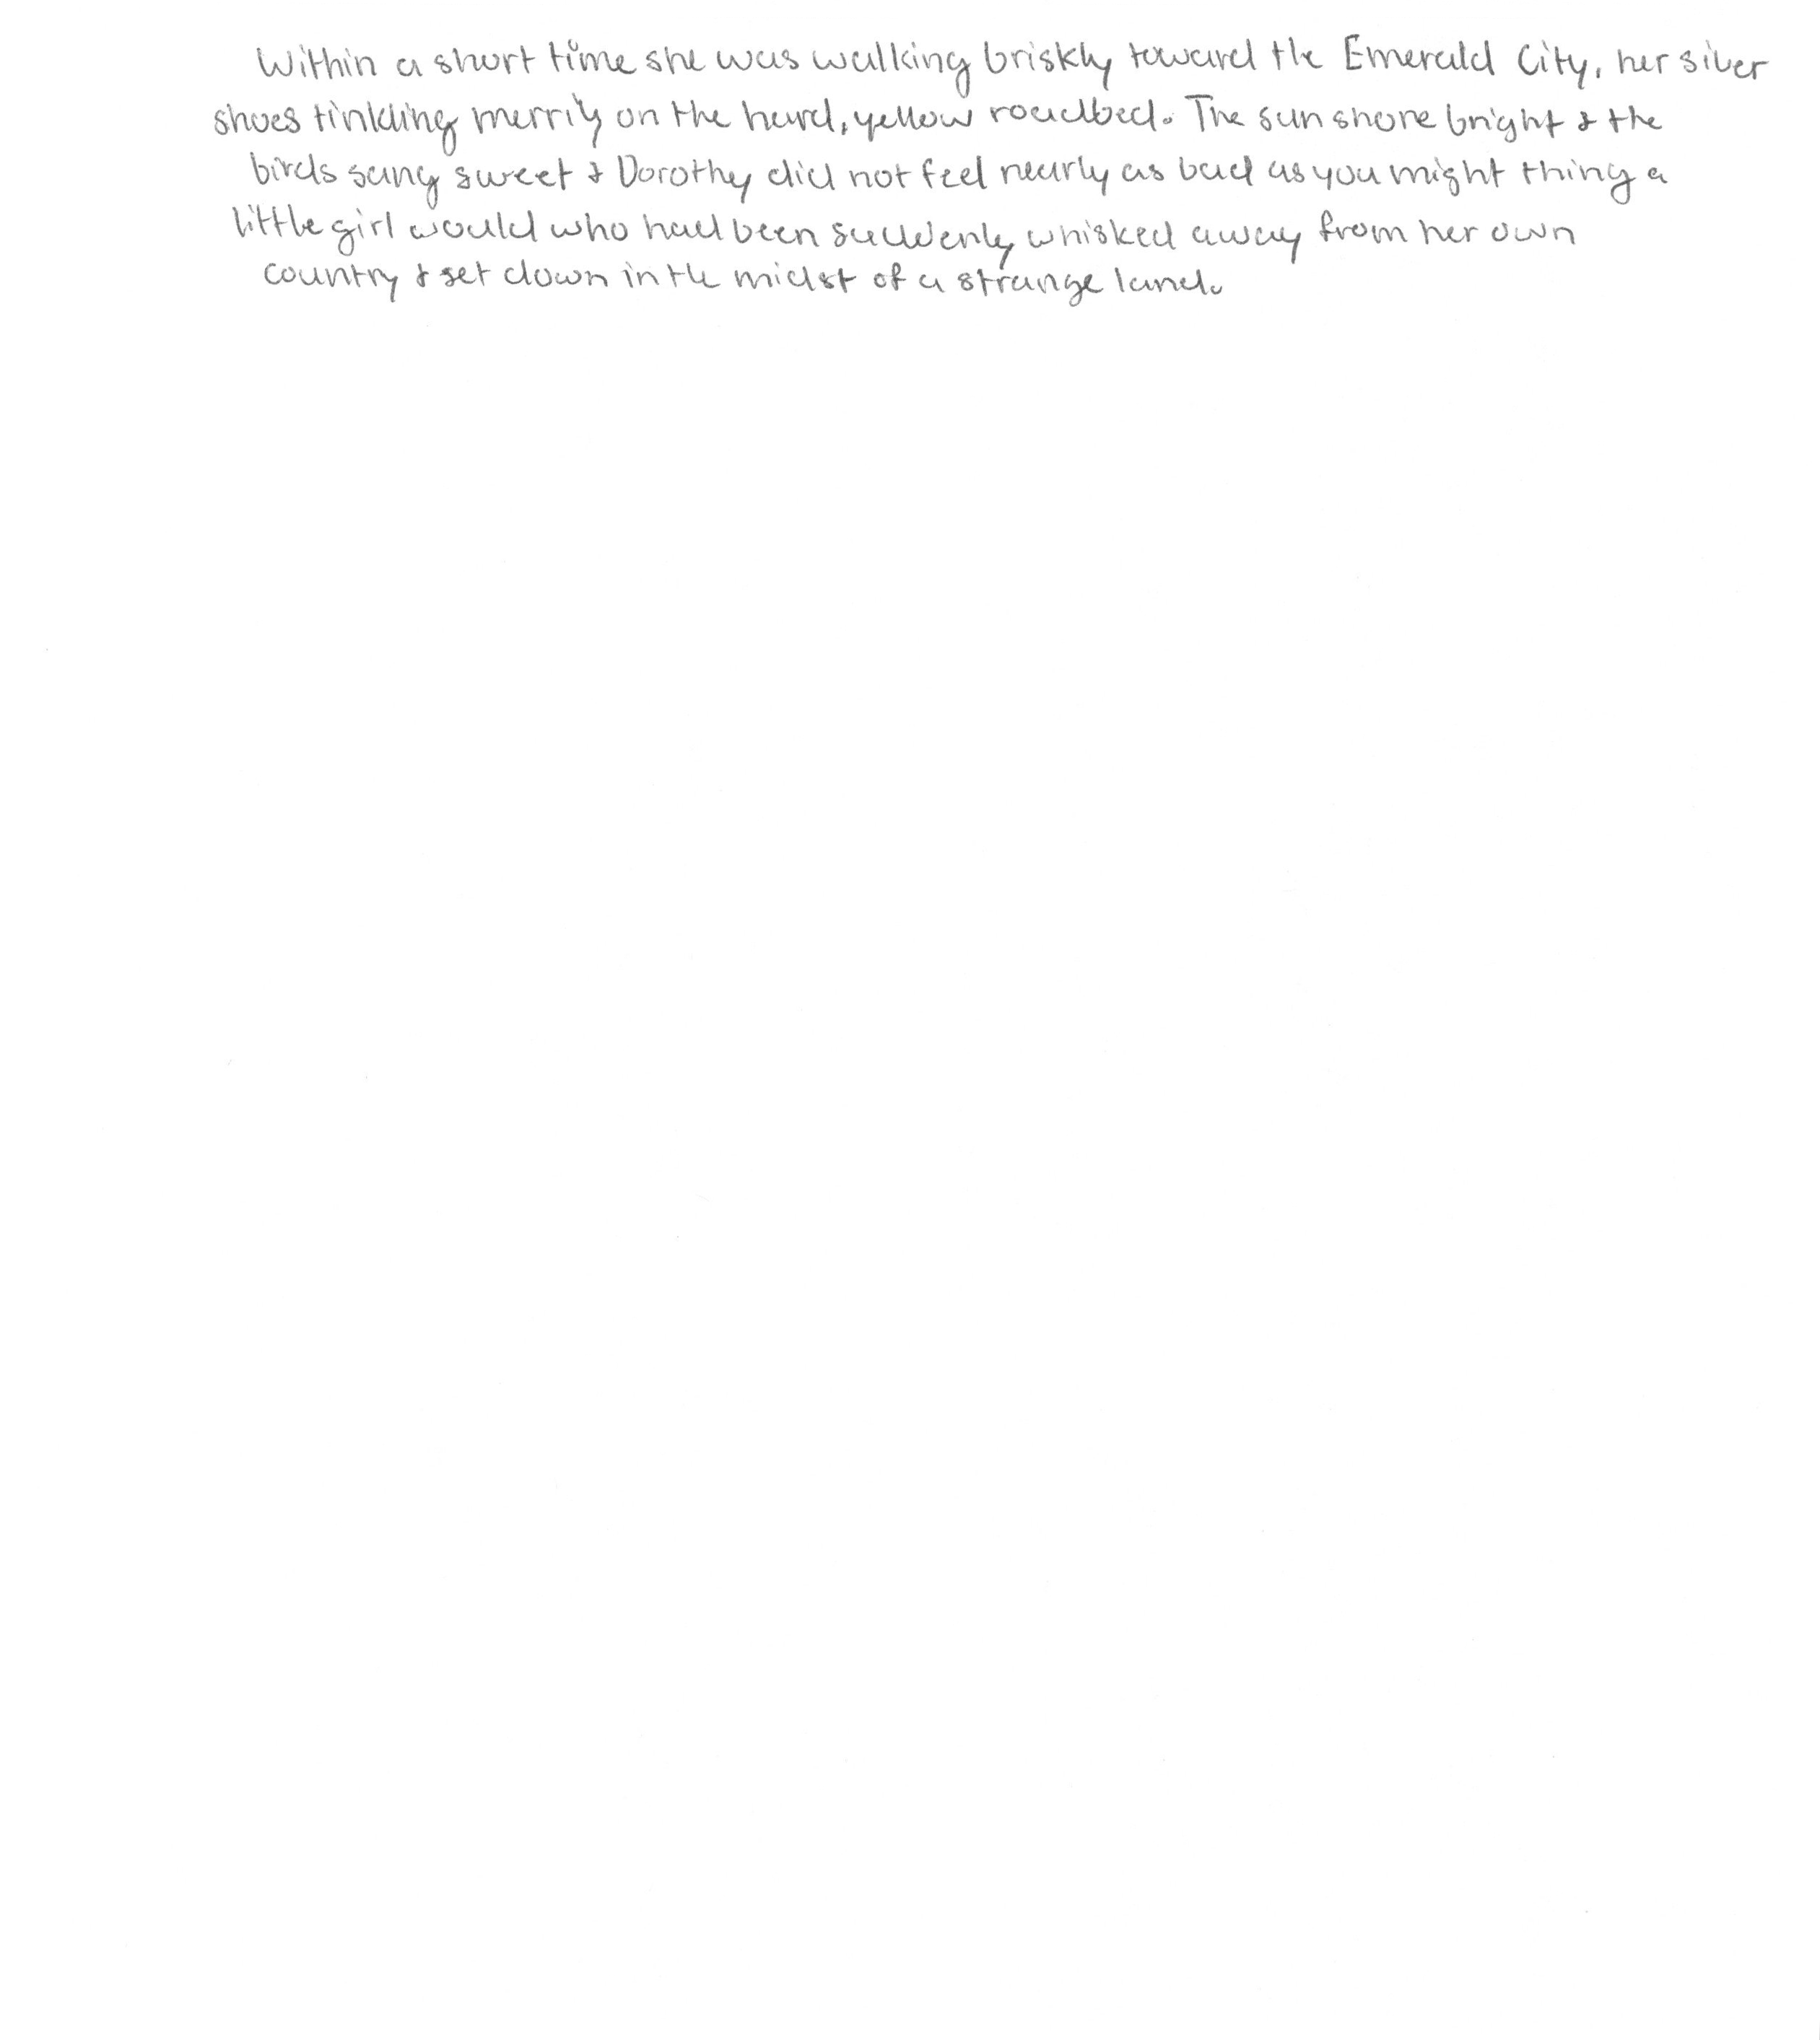 Within a short time she was walking briskly toward the Emerald City, her silver
shoes tinkling merrily on the hard, yellow roadbed. The sun shone bright & the
birds sang sweet & Dorothy did not feel nearly as bad as you might thing a
little girl would who had been suddenly whisked away from her own
country & set down in the midst of a strange land.